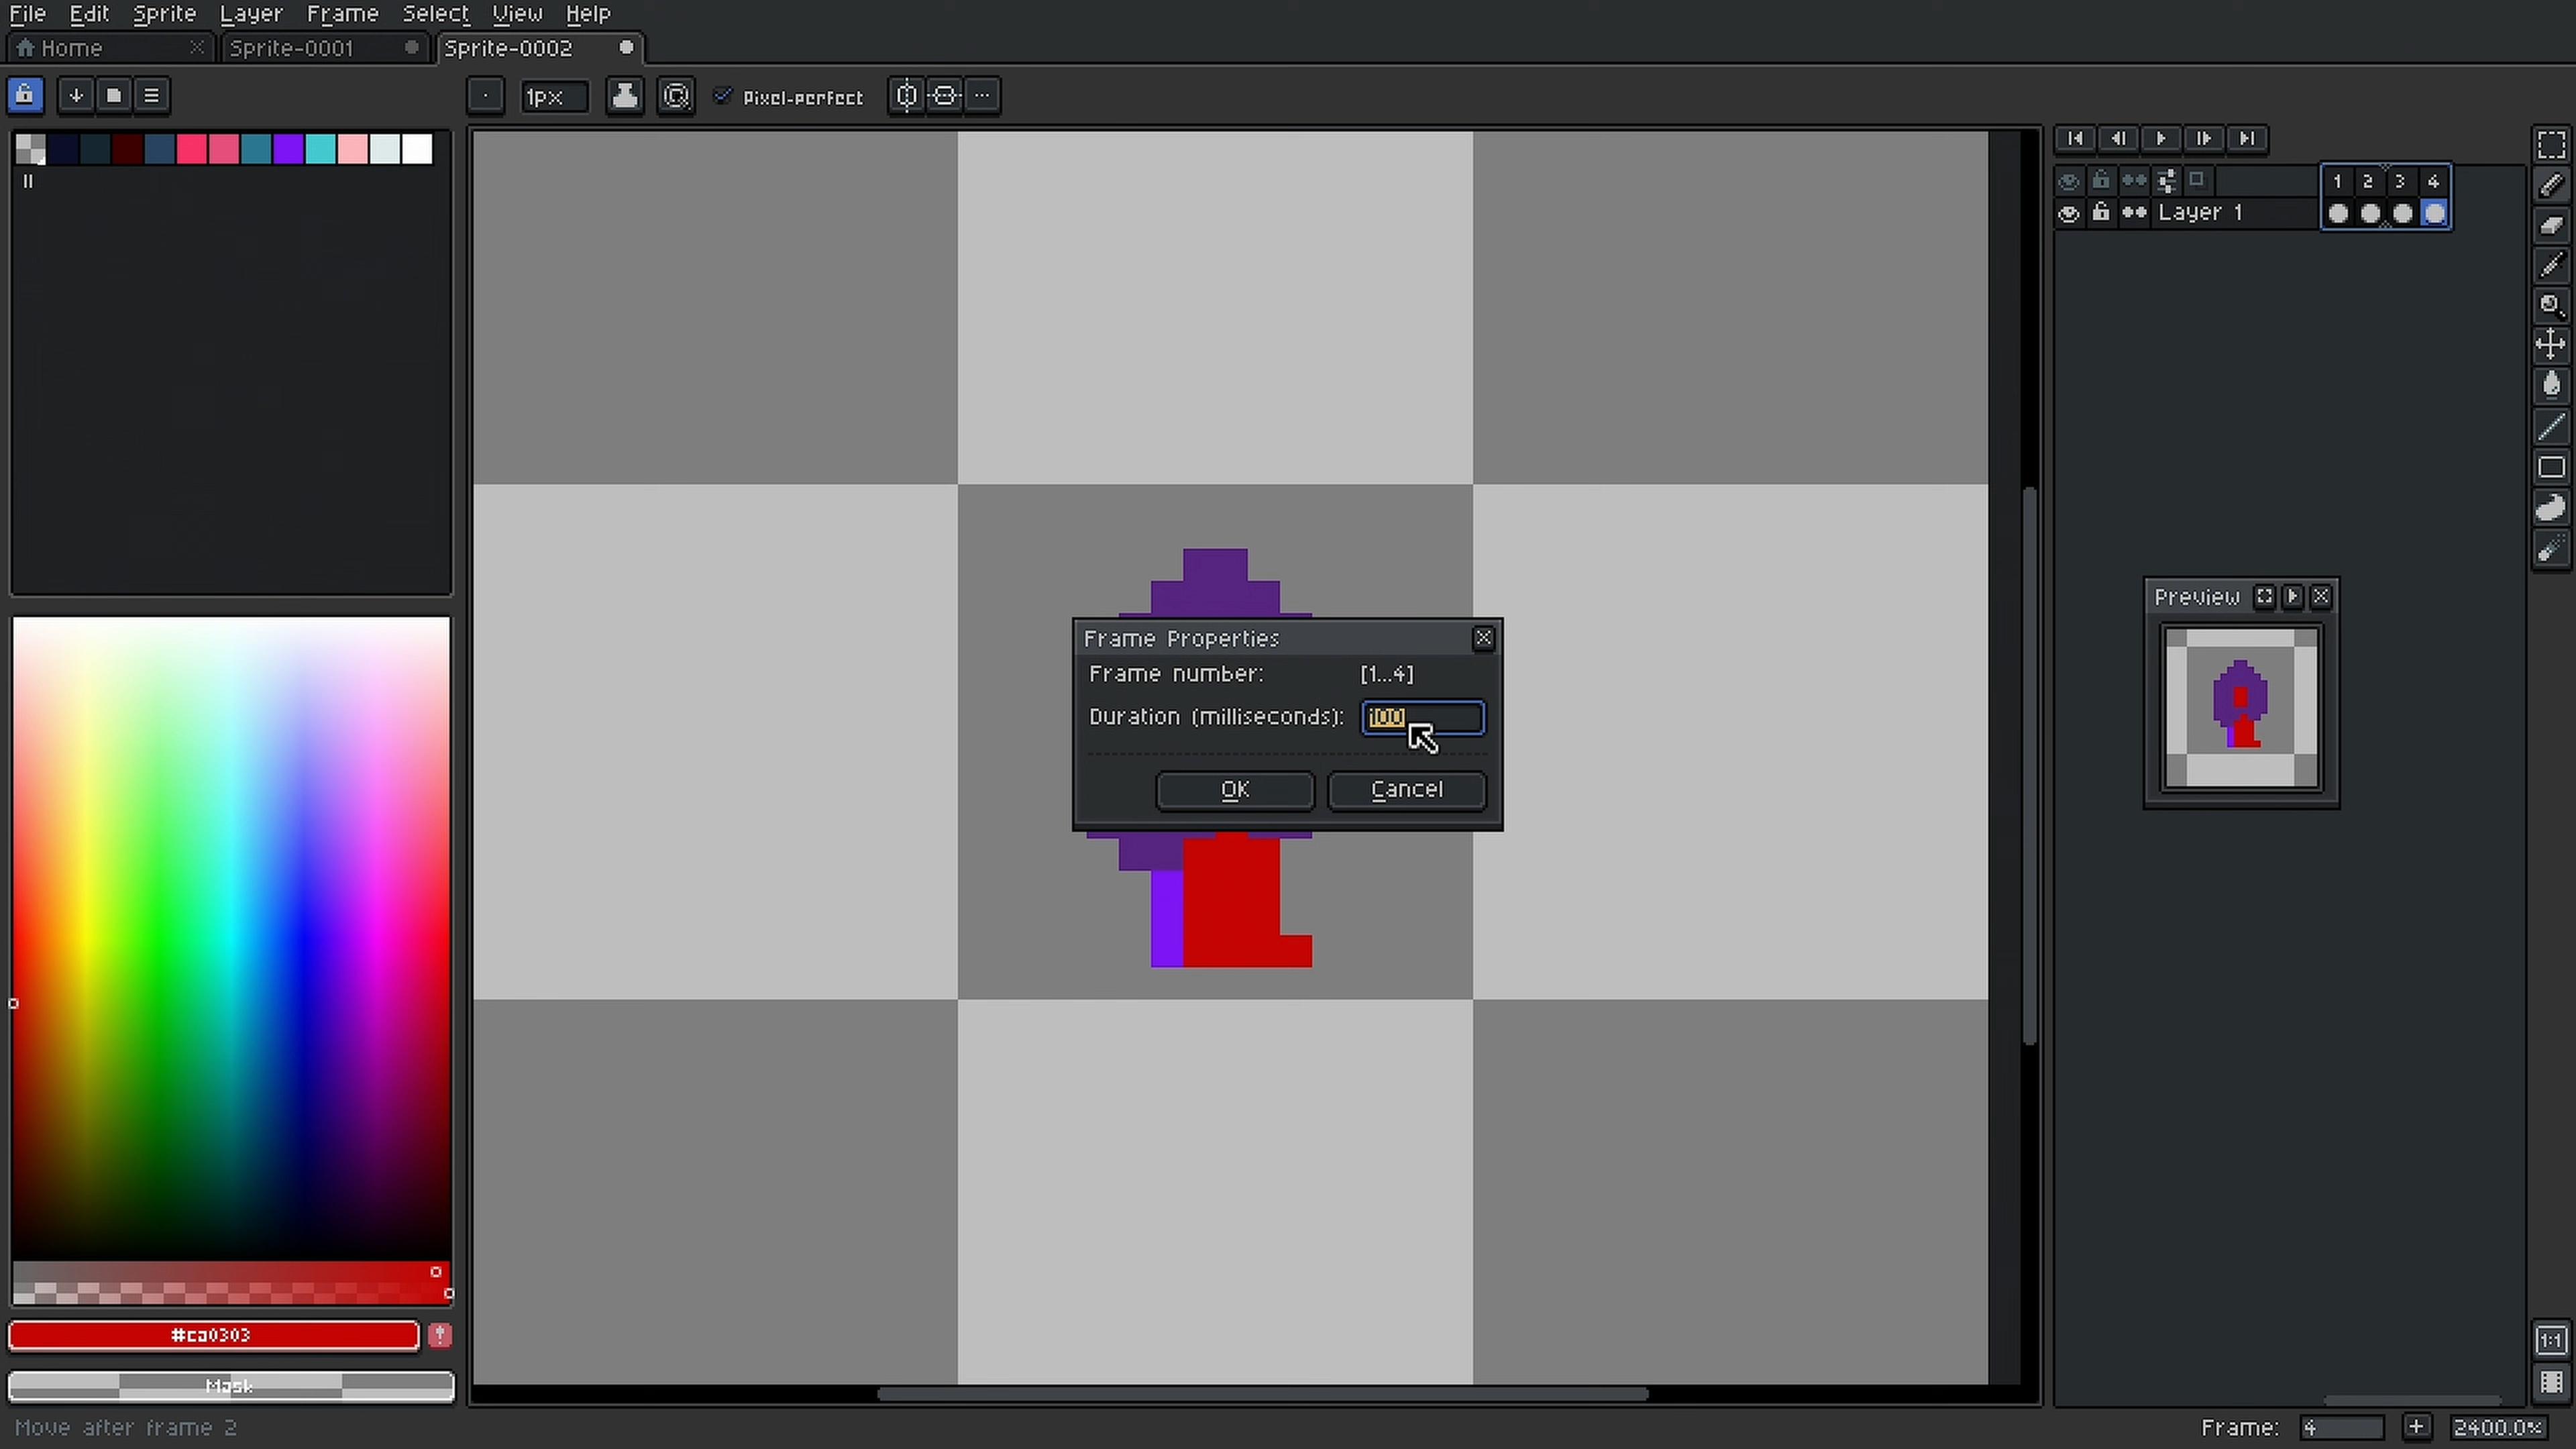 File Edit Sprite Layer Frame Select View Help
Home Sprite-0001 Sprite-0002
1px Pixel-perfect
1 2 3 4
Layer 1
Preview
Frame Properties
Frame number: [1...4]
Duration (milliseconds): 100
OK Cancel
#ca0303
Mask
1:1
Move after frame 2
Frame: 4 + 2400.0%